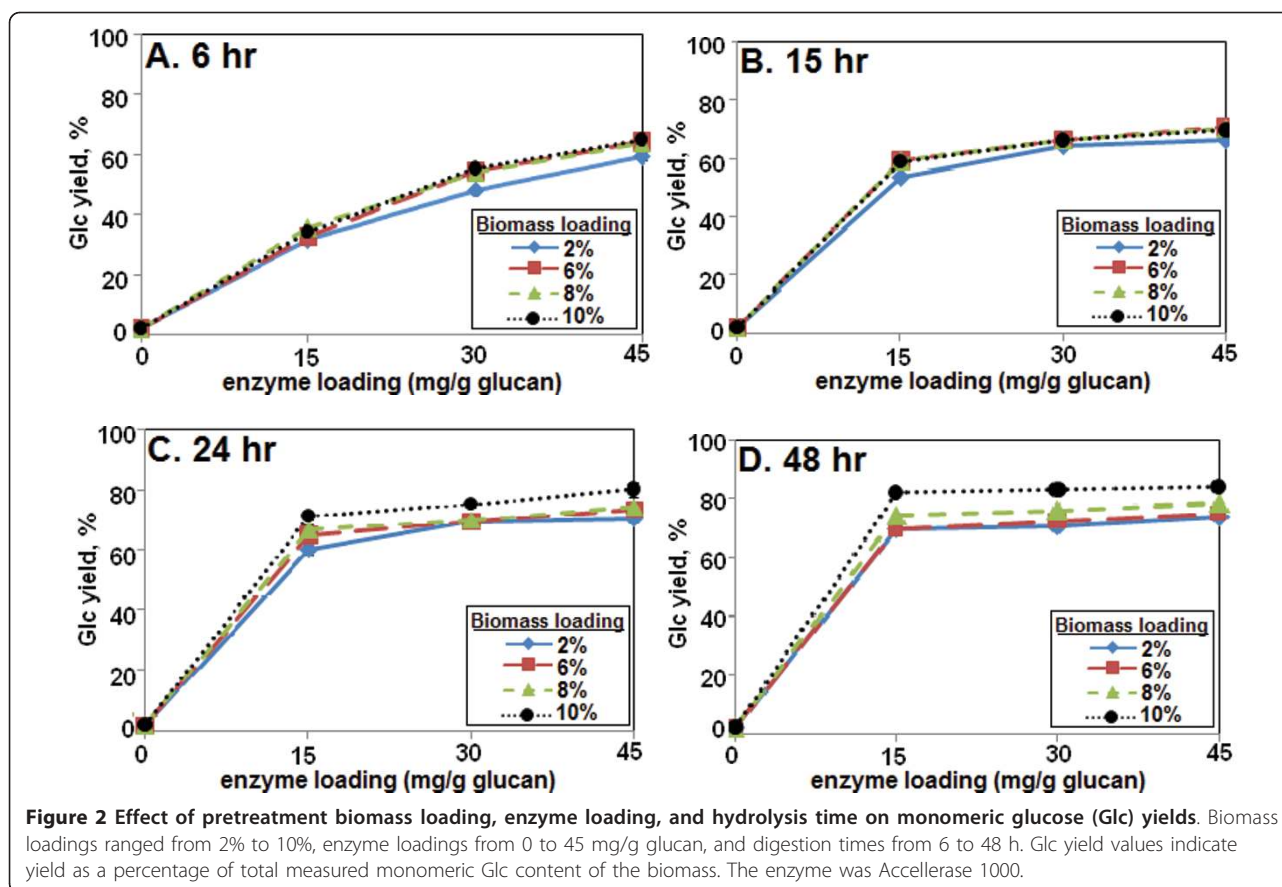 A. 6 hr
100
80
60
40
20
0
Glc yield, %
Biomass loading
2%
6%
8%
10%
0 15 30 45
enzyme loading (mg/g glucan)
B. 15 hr
100
80
60
40
20
0
Glc yield, %
Biomass loading
2%
6%
8%
10%
0 15 30 45
enzyme loading (mg/g glucan)
C. 24 hr
100
80
60
40
20
0
Glc yield, %
Biomass loading
2%
6%
8%
10%
0 15 30 45
enzyme loading (mg/g glucan)
D. 48 hr
100
80
60
40
20
0
Glc yield, %
Biomass loading
2%
6%
8%
10%
0 15 30 45
enzyme loading (mg/g glucan)
Figure 2 Effect of pretreatment biomass loading, enzyme loading, and hydrolysis time on monomeric glucose (Glc) yields. Biomass
loadings ranged from 2% to 10%, enzyme loadings from 0 to 45 mg/g glucan, and digestion times from 6 to 48 h. Glc yield values indicate
yield as a percentage of total measured monomeric Glc content of the biomass. The enzyme was Accellerase 1000.